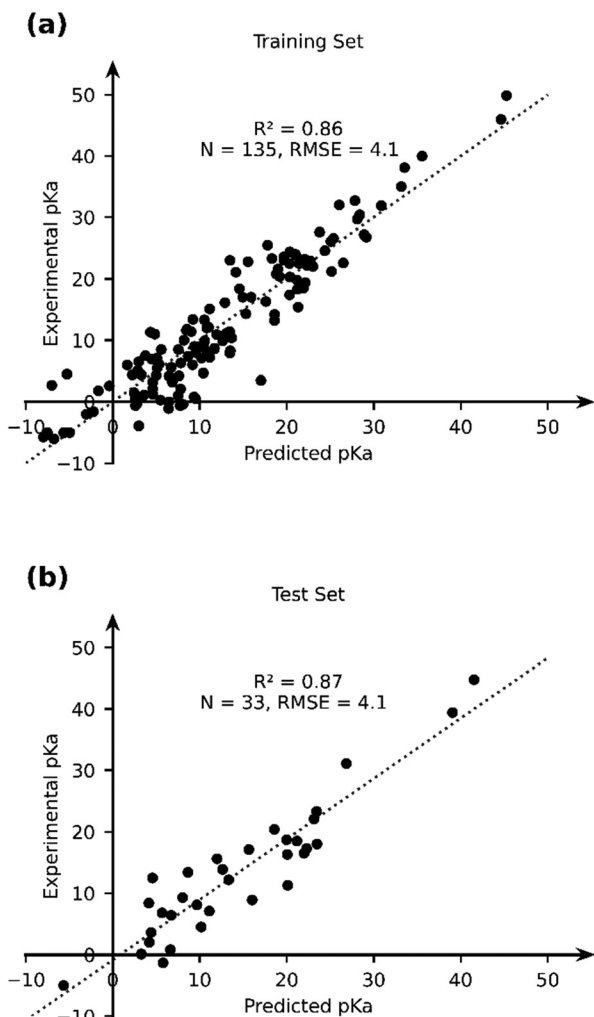 (a)
Training Set
R² = 0.86
N = 135, RMSE = 4.1
Experimental pKa
50
40
30
20
10
0
−10
−10
0
10
20
30
40
50
Predicted pKa
(b)
Test Set
R² = 0.87
N = 33, RMSE = 4.1
Experimental pKa
50
40
30
20
10
0
−10
−10
0
10
20
30
40
50
Predicted pKa